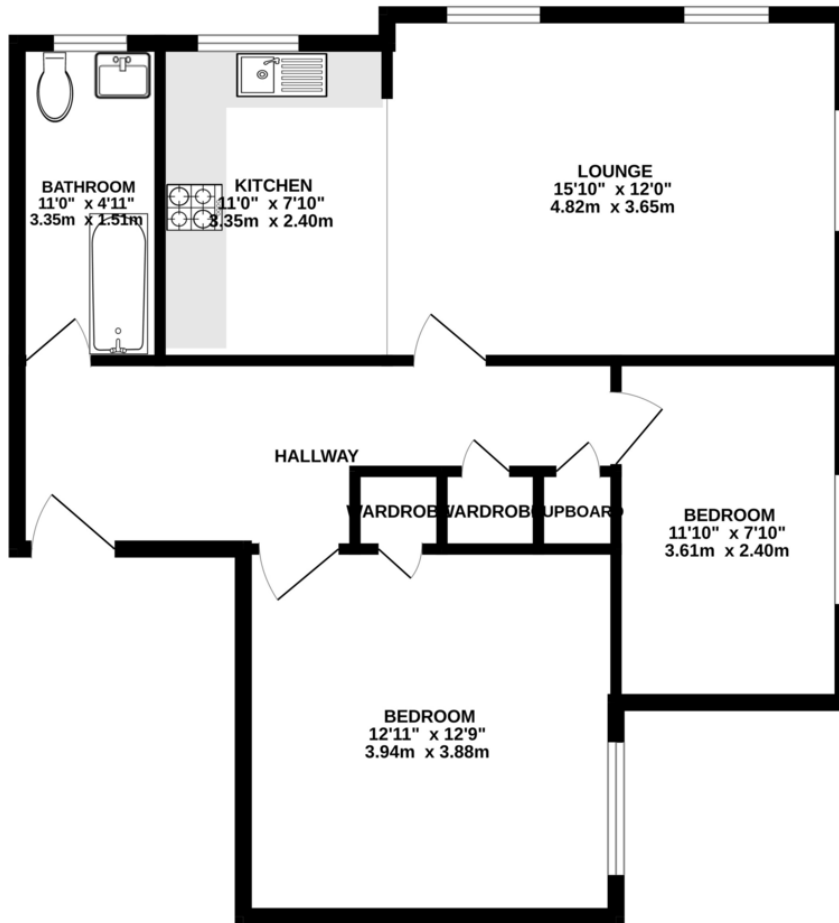 BATHROOM
11'0" x 4'11"
3.35m x 1.51m
KITCHEN
11'0" x 7'10"
3.35m x 2.40m
LOUNGE
15'10" x 12'0"
4.82m x 3.65m
HALLWAY
WARDROBE
WARDROBE
CUPBOARD
BEDROOM
11'10" x 7'10"
3.61m x 2.40m
BEDROOM
12'11" x 12'9"
3.94m x 3.88m